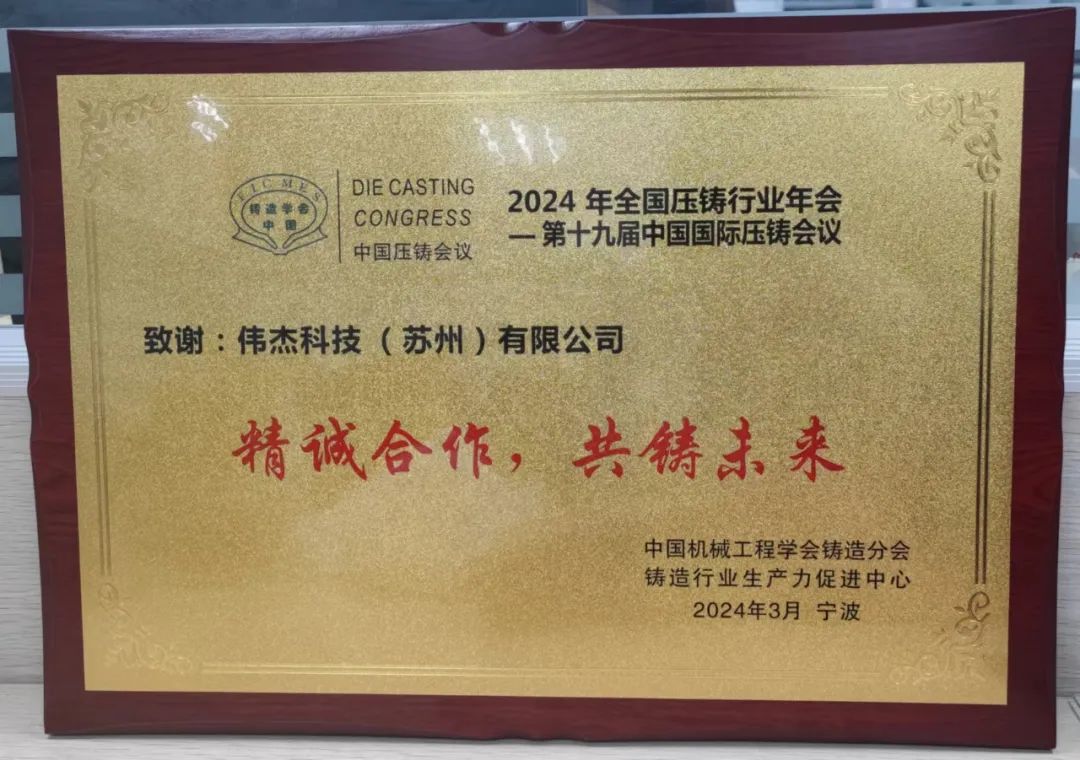 FICMES
铸造学会
中国
DIE CASTING
CONGRESS
中国压铸会议
2024 年全国压铸行业年会
—第十九届中国国际压铸会议
致谢：伟杰科技（苏州）有限公司
精诚合作，共铸未来
中国机械工程学会铸造分会
铸造行业生产力促进中心
2024年3月 宁波